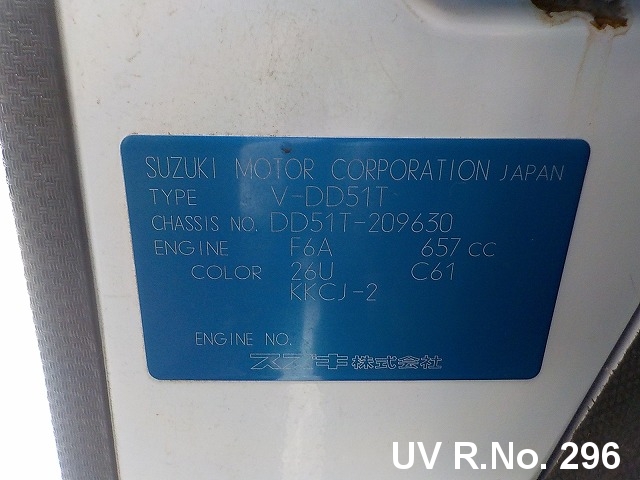 SUZUKI MOTOR CORPORATION JAPAN
TYPE V-DD51T
CHASSIS NO. DD51T-209630
ENGINE F6A 657 CC
COLOR 26U C61
KKCJ-2
ENGINE NO.
スズキ株式会社
UV R.No. 296